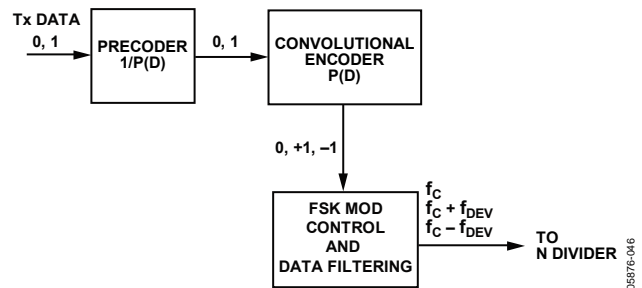 Tx DATA
0, 1
PRECODER
1/P(D)
0, 1
CONVOLUTIONAL
ENCODER
P(D)
0, +1, –1
FSK MOD
CONTROL
AND
DATA FILTERING
fC
fC + fDEV
fC – fDEV
TO
N DIVIDER
05876-046